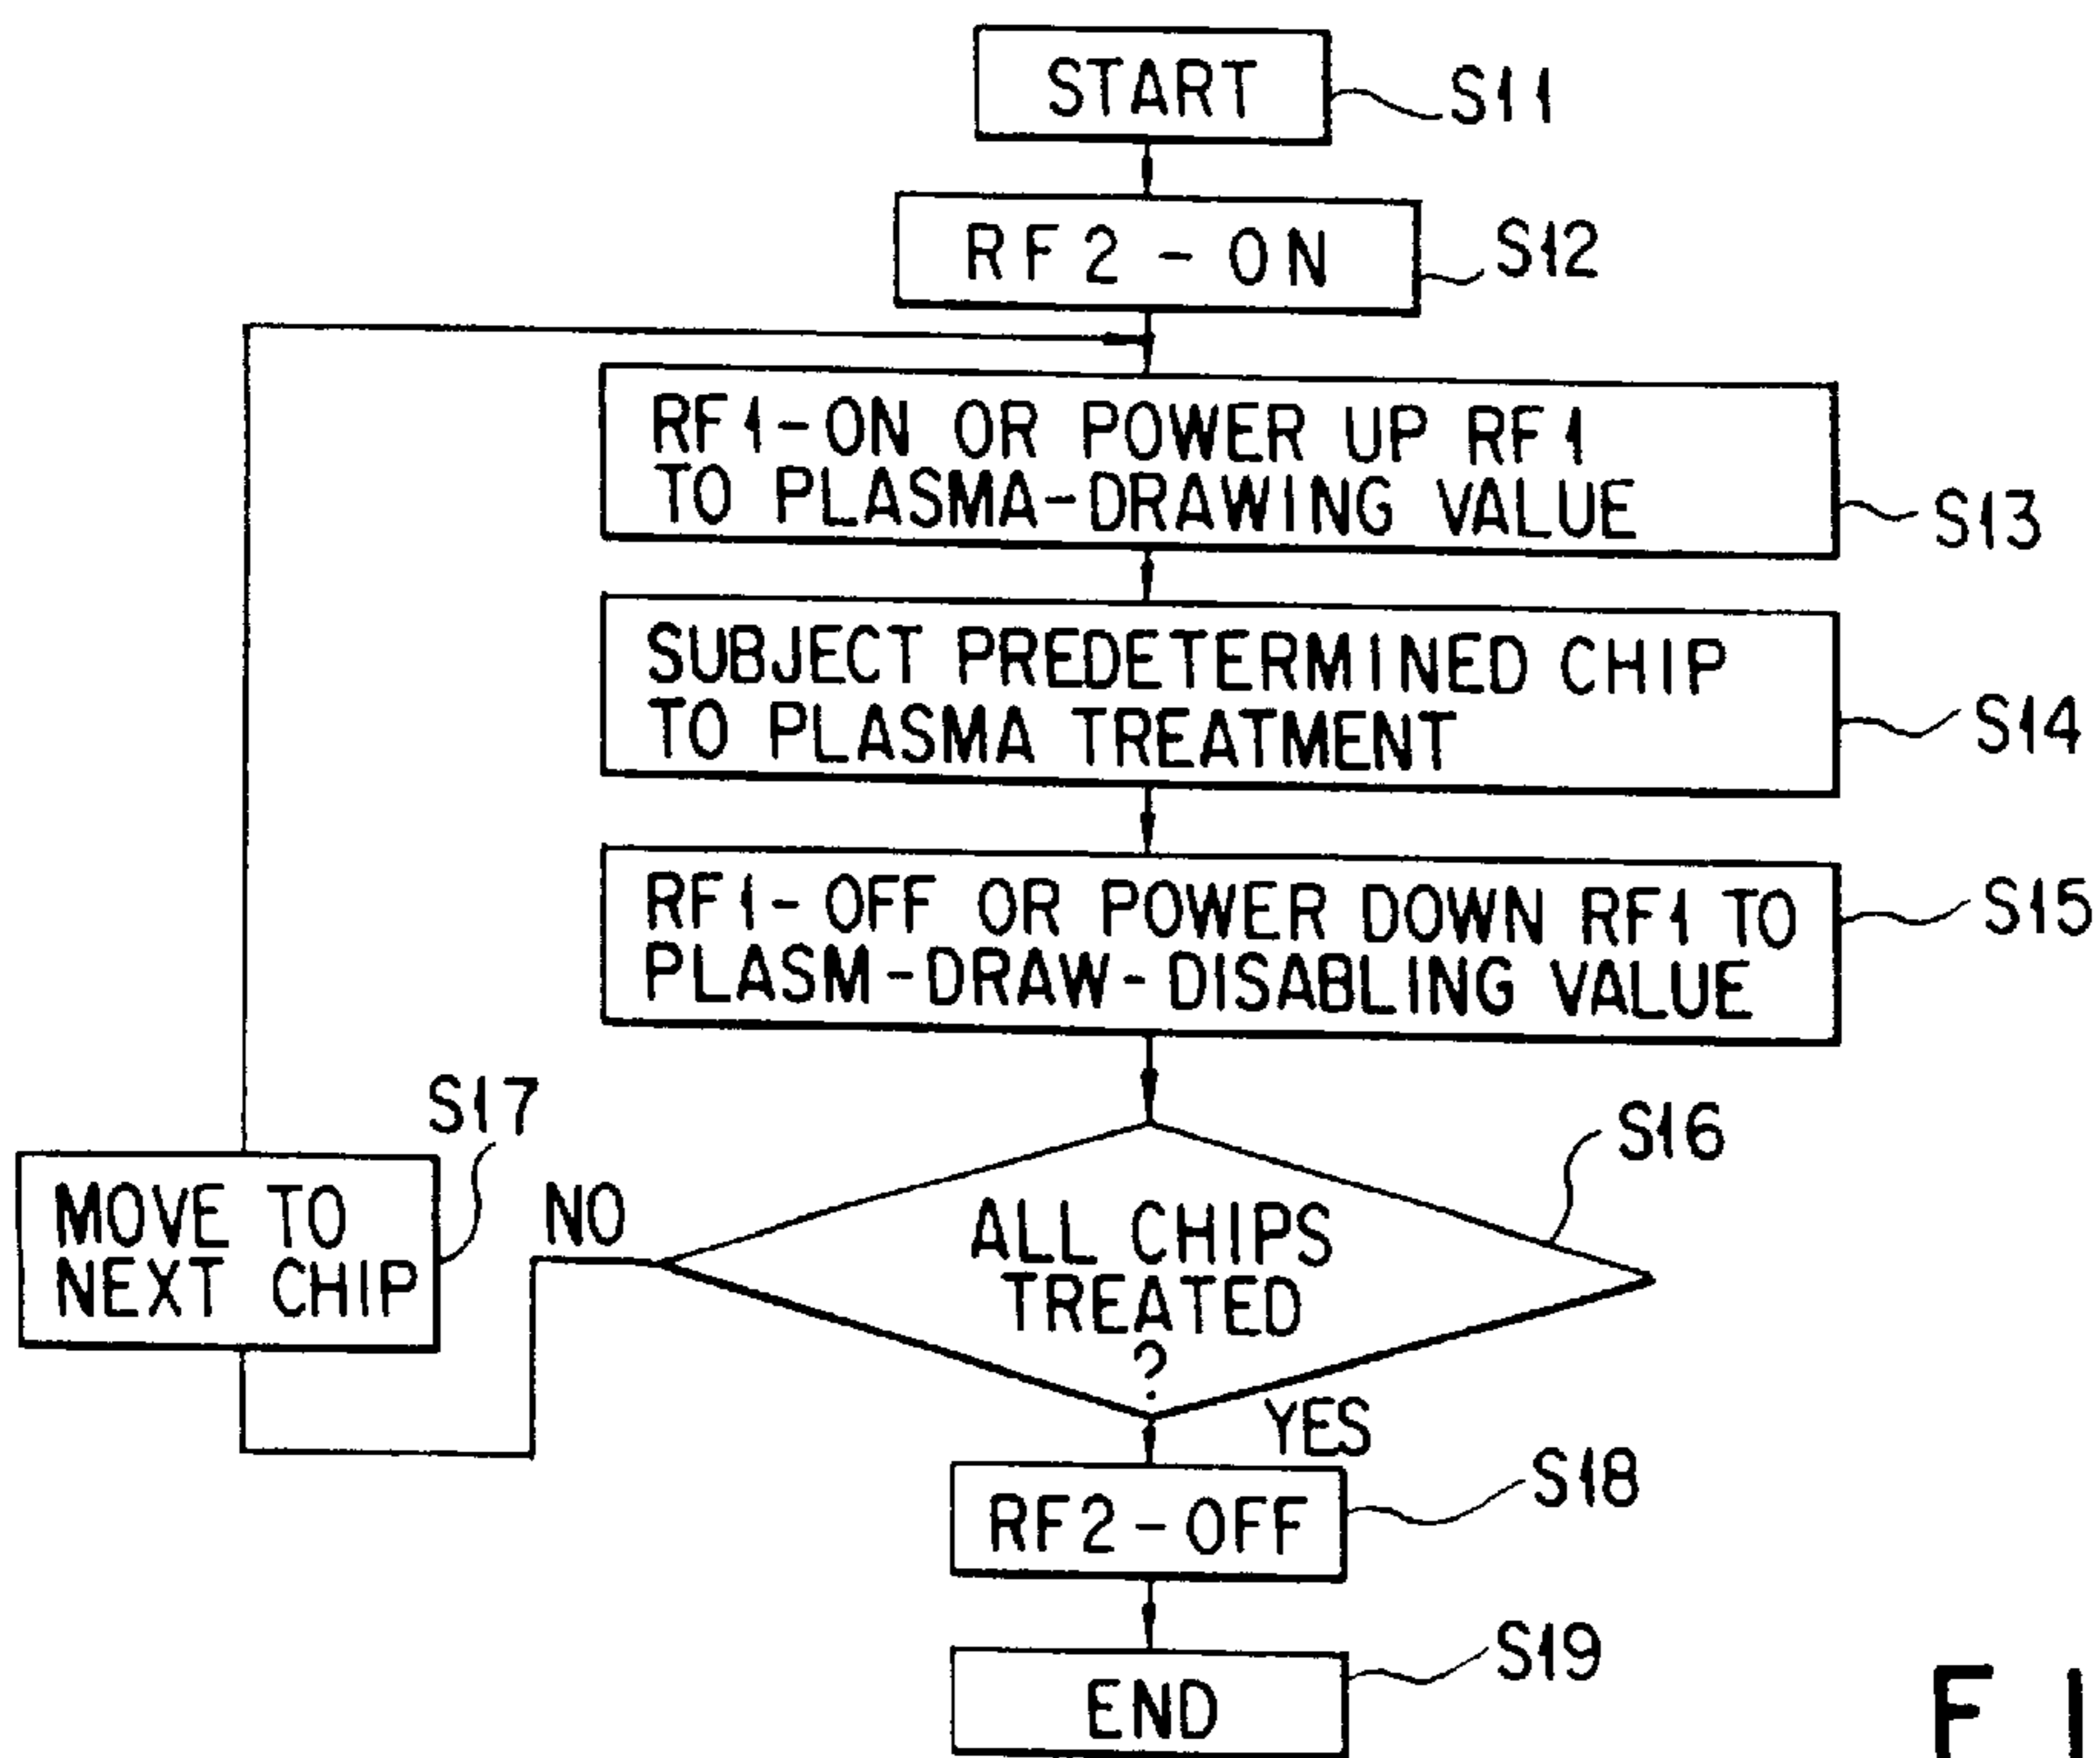 START
S11
RF2-ON
S12
RF1-ON OR POWER UP RF1
TO PLASMA-DRAWING VALUE
S13
SUBJECT PREDETERMINED CHIP
TO PLASMA TREATMENT
S14
RF1-OFF OR POWER DOWN RF1 TO
PLASM-DRAW-DISABLING VALUE
S15
S17
MOVE TO
NEXT CHIP
NO
ALL CHIPS
TREATED
?
S16
YES
RF2-OFF
S18
END
S19